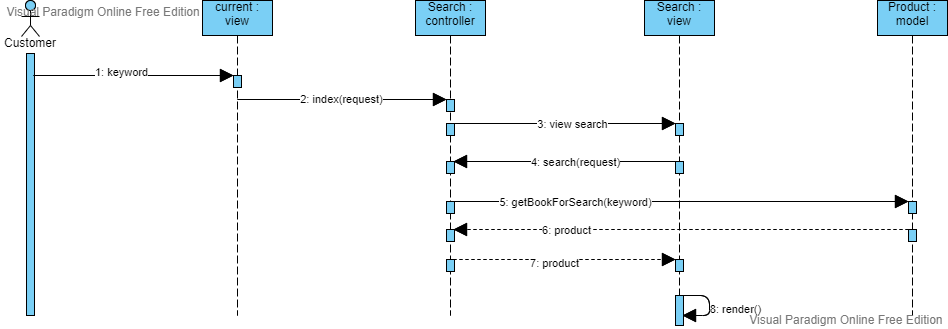 Visual Paradigm Online Free Edition
current :
view
Search :
controller
Search :
view
Product :
model
Customer
1: keyword
2: index(request)
3: view search
4: search(request)
5: getBookForSearch(keyword)
6: product
7: product
8: render()
Visual Paradigm Online Free Edition